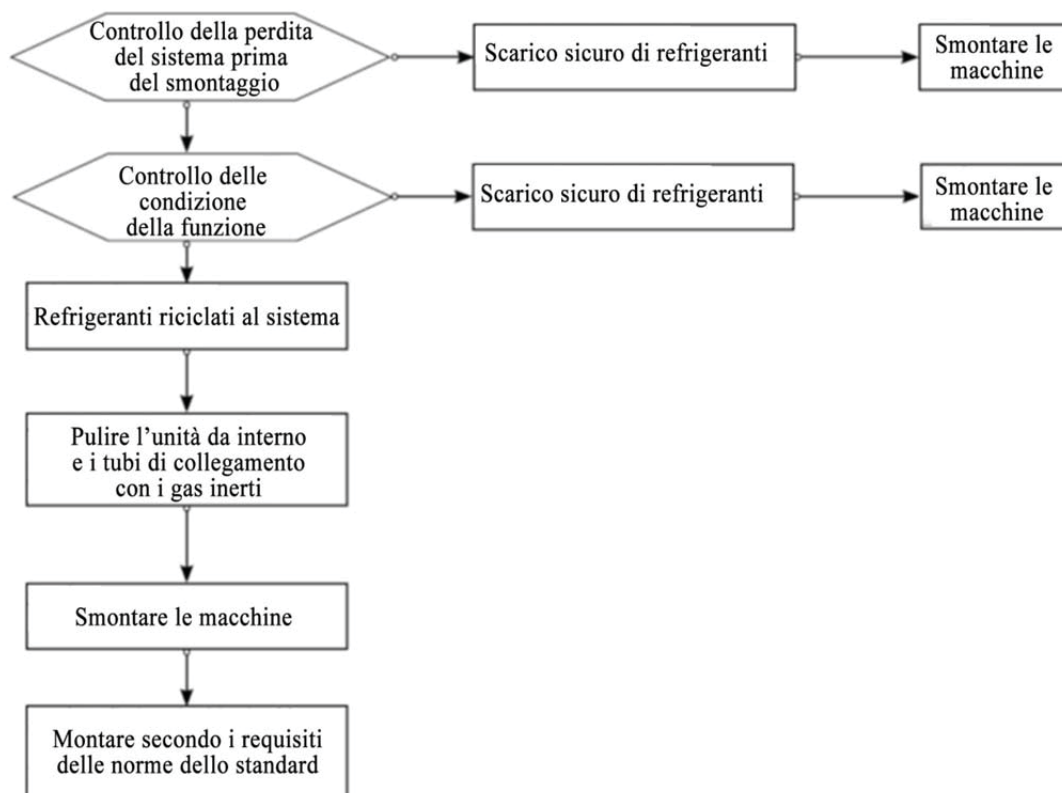 Controllo della perdita
del sistema prima
del smontaggio
Scarico sicuro di refrigeranti
Smontare le
macchine
Controllo delle
condizione
della funzione
Scarico sicuro di refrigeranti
Smontare le
macchine
Refrigeranti riciclati al sistema
Pulire l'unità da interno
e i tubi di collegamento
con i gas inerti
Smontare le macchine
Montare secondo i requisiti
delle norme dello standard